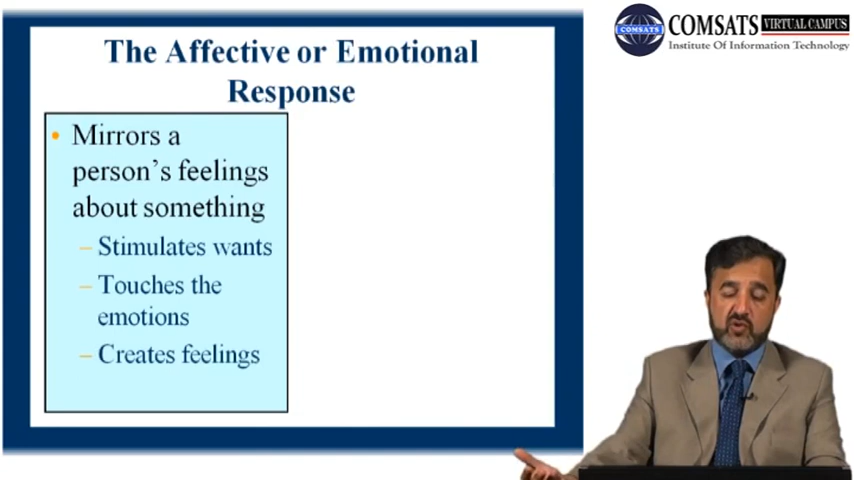 The Affective or Emotional
Response
• Mirrors a
person's feelings
about something
– Stimulates wants
– Touches the
emotions
– Creates feelings
COMSATS
COMSATS VIRTUAL CAMPUS
Institute Of Information Technology